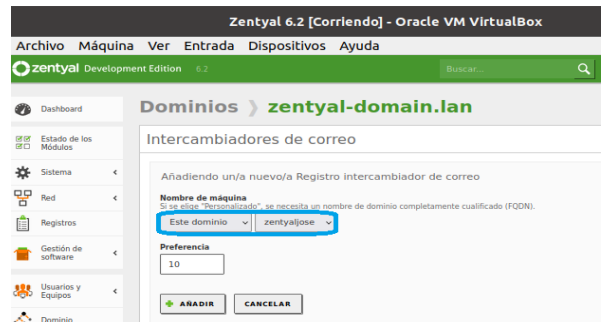 Zentyal 6.2 [Corriendo] - Oracle VM VirtualBox
Archivo Máquina Ver Entrada Dispositivos Ayuda
zentyal Development Edition 6.2
Buscar...
Dashboard
Estado de los
Módulos
Sistema
Red
Registros
Gestión de
software
Usuarios y
Equipos
Dominio
Dominios zentyal-domain.lan
Intercambiadores de correo
Añadiendo un/a nuevo/a Registro intercambiador de correo
Nombre de máquina
Si se elige "Personalizado", se necesita un nombre de dominio completamente cualificado (FQDN).
Este dominio zentyaljose
Preferencia
10
AÑADIR CANCELAR